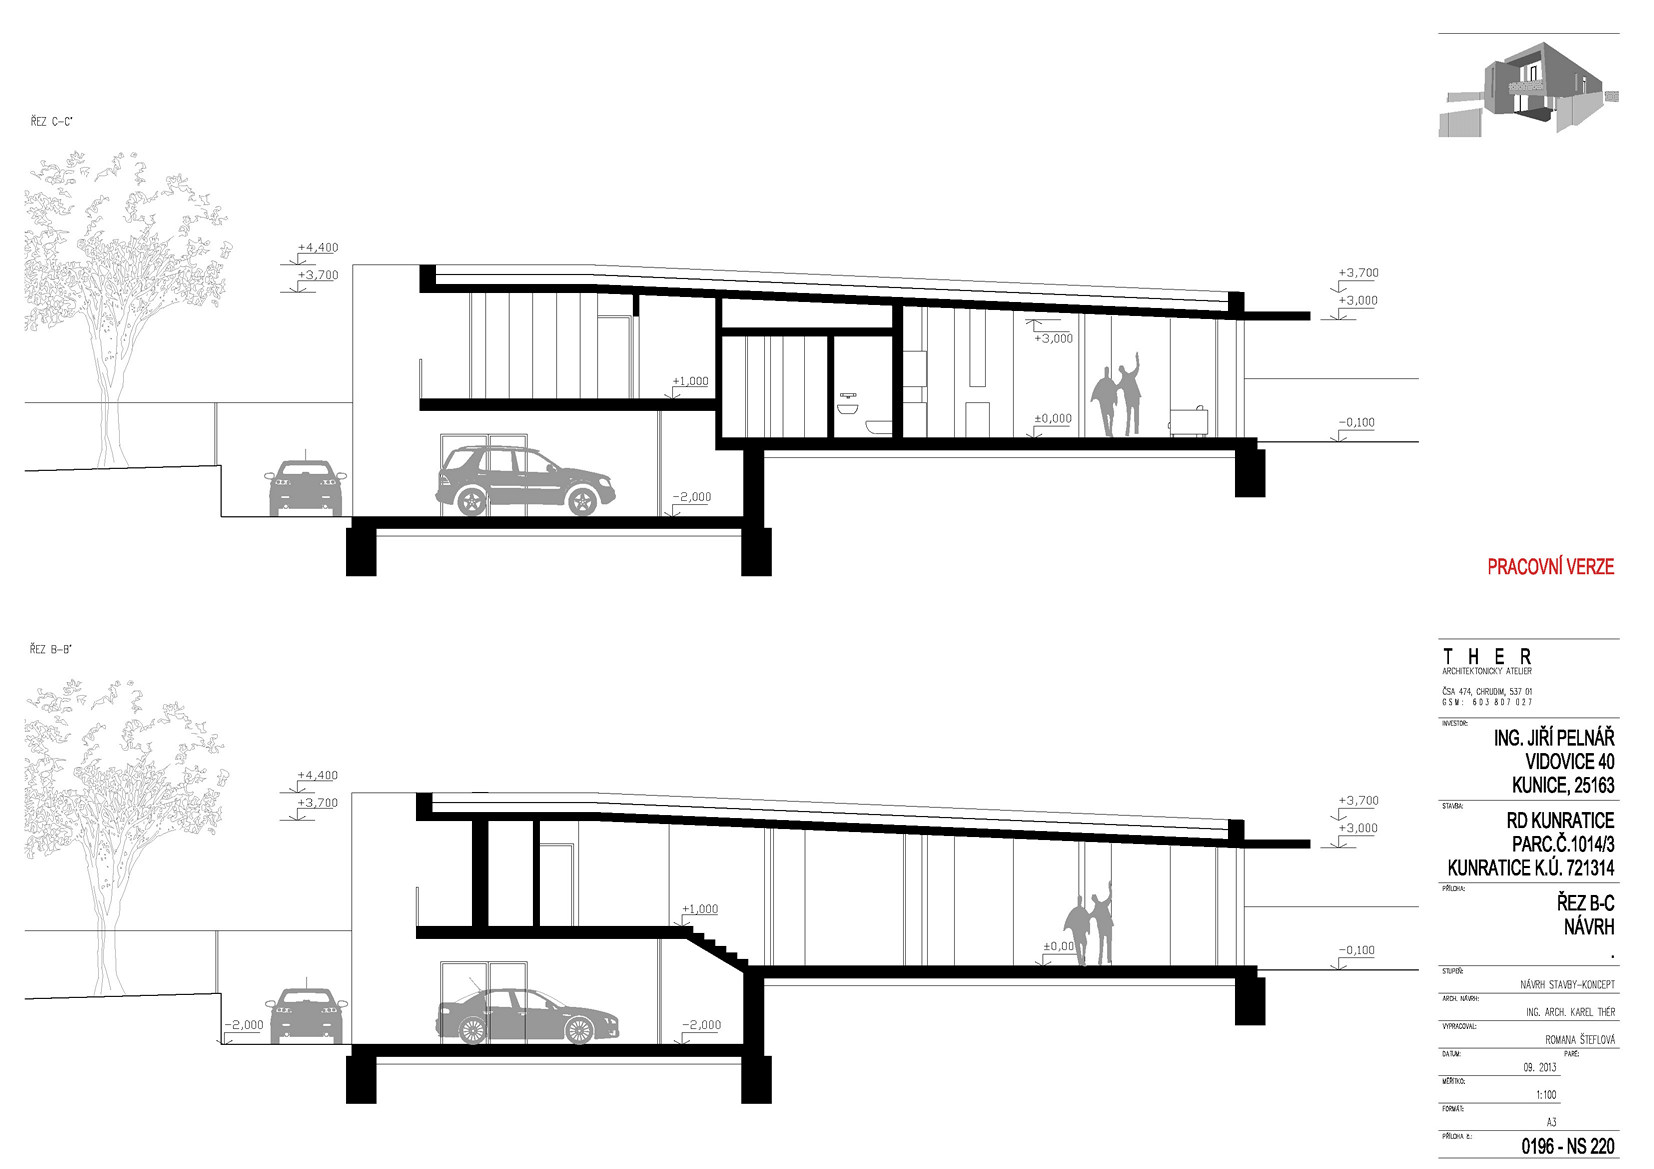 ŘEZ C-C'
+4,400
+3,700
+3,700
+3,000
+3,000
+1,000
±0,000
-0,100
-2,000
PRACOVNÍ VERZE
ŘEZ B-B'
+4,400
+3,700
+3,700
+3,000
+1,000
±0,00
-0,100
-2,000
-2,000
THER
ARCHITEKTONICKÝ ATELIER
ČSA 474, CHRUDIM, 537 01
GSM: 603 807 027
INVESTOR:
ING. JIŘÍ PELNÁŘ
VIDOVICE 40
KUNICE, 25163
STAVBA:
RD KUNRATICE
PARC.Č.1014/3
KUNRATICE K.Ú. 721314
PŘÍLOHA:
ŘEZ B-C
NÁVRH
.
STUPEŇ:
NÁVRH STAVBY-KONCEPT
ARCH. NÁVRH:
ING. ARCH. KAREL THÉR
VYPRACOVAL:
ROMANA ŠTEFLOVÁ
DATUM: PARÉ:
09. 2013
MĚŘÍTKO:
1:100
FORMÁT:
A3
PŘÍLOHA Č.:
0196 - NS 220